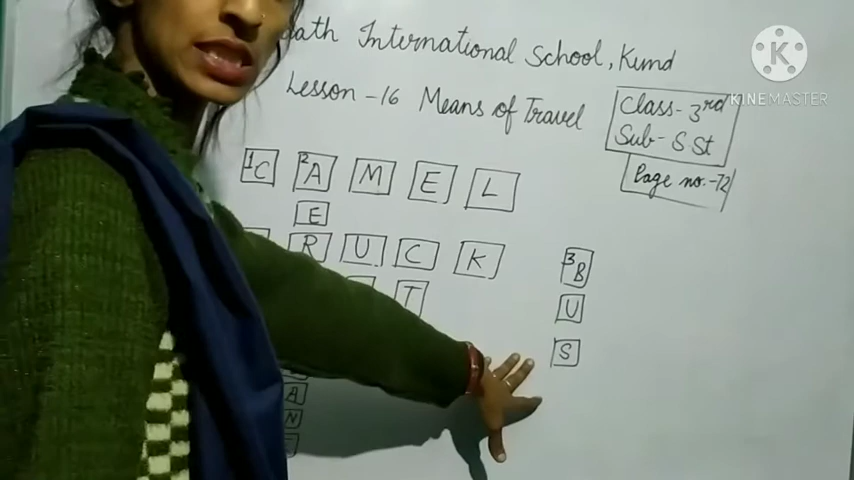 International School, Kund
Lesson -16 Means of Travel
Class- 3rd
Sub- S.St
Page no.-72
1C 2A M E L
E
R U C K
3B
T
U
S
A
N
E
K
KINEMASTER